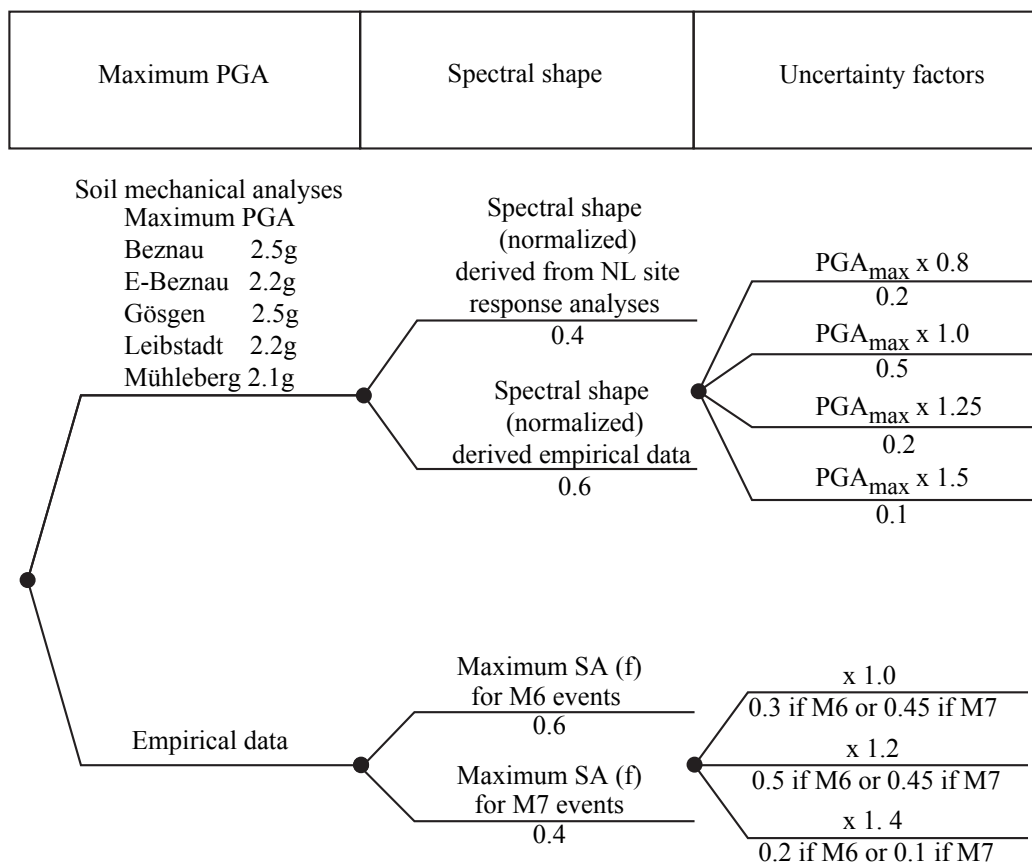 Maximum PGA
Spectral shape
Uncertainty factors
Soil mechanical analyses
Maximum PGA
Beznau 2.5g
E-Beznau 2.2g
Gösgen 2.5g
Leibstadt 2.2g
Mühleberg 2.1g
Spectral shape
(normalized)
derived from NL site
response analyses
0.4
Spectral shape
(normalized)
derived empirical data
0.6
PGAmax x 0.8
0.2
PGAmax x 1.0
0.5
PGAmax x 1.25
0.2
PGAmax x 1.5
0.1
Empirical data
Maximum SA (f)
for M6 events
0.6
Maximum SA (f)
for M7 events
0.4
x 1.0
0.3 if M6 or 0.45 if M7
x 1.2
0.5 if M6 or 0.45 if M7
x 1. 4
0.2 if M6 or 0.1 if M7